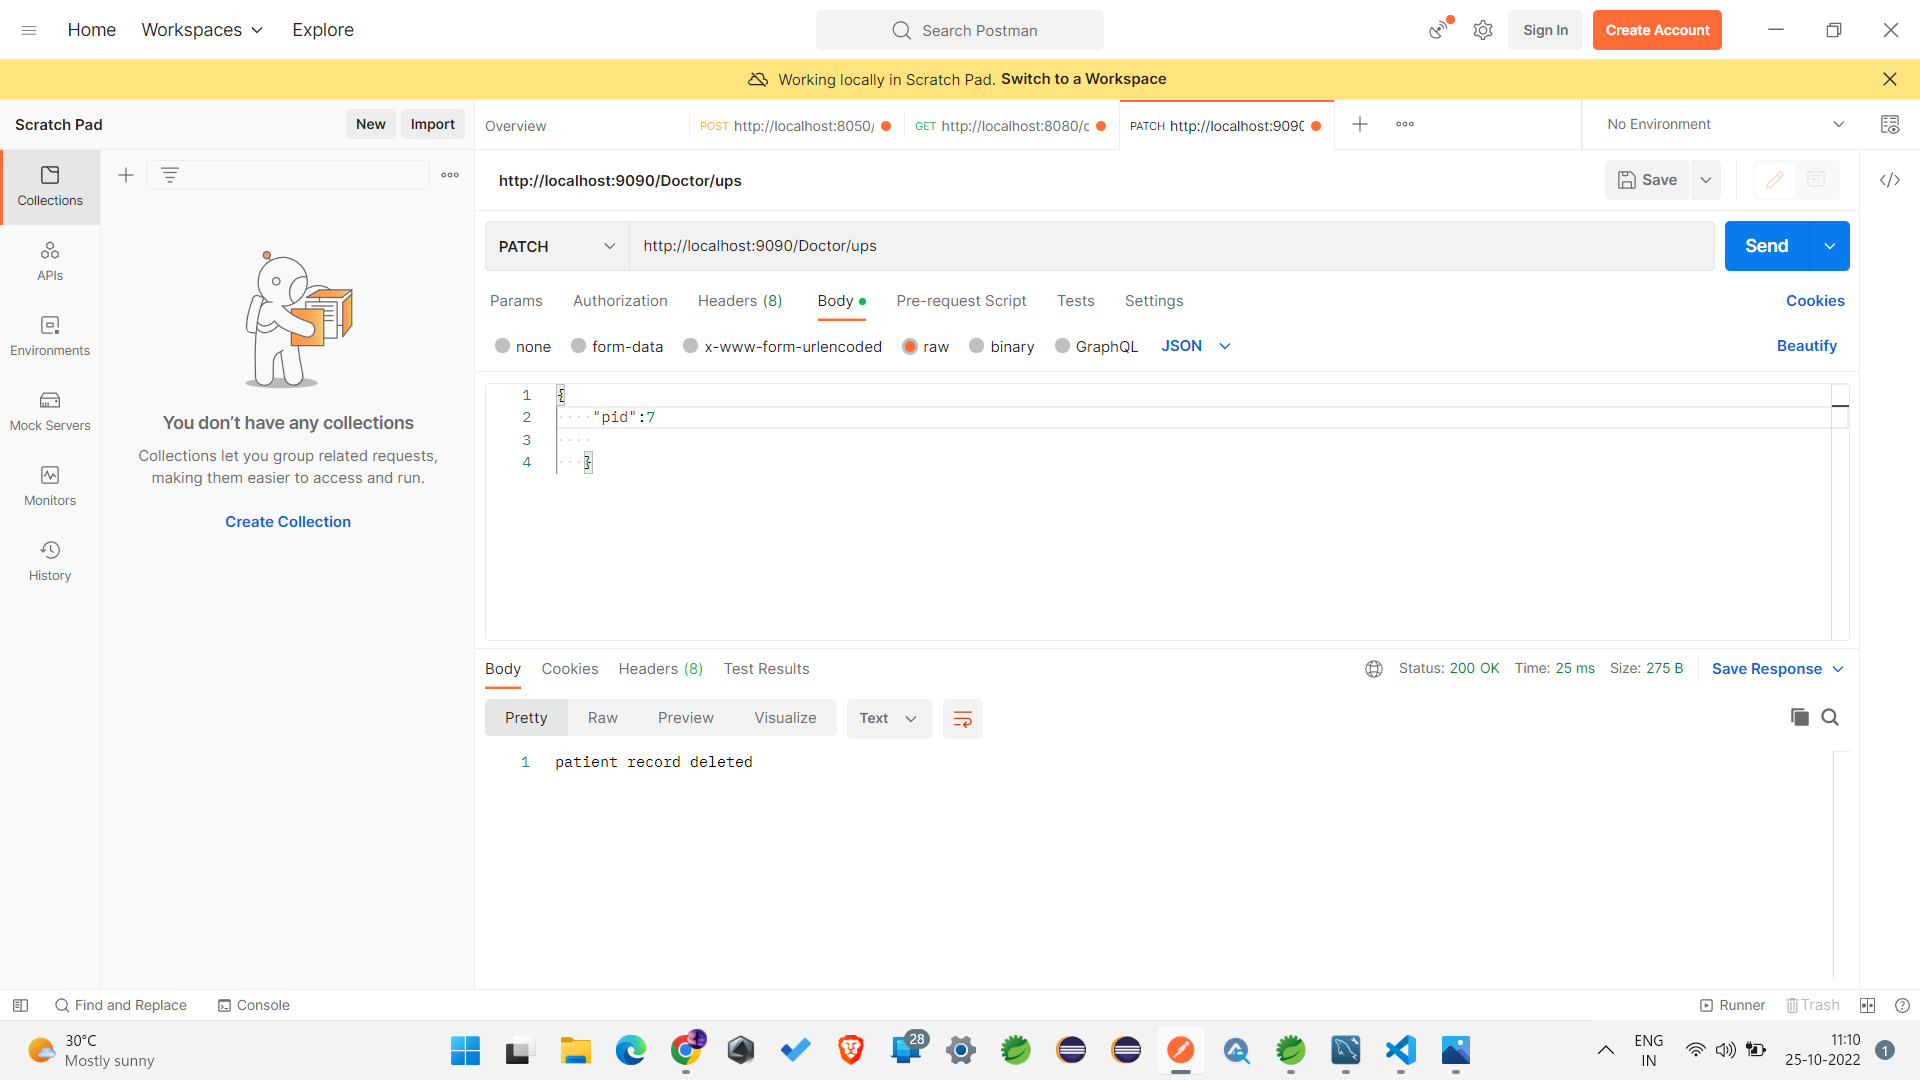 Home
Workspaces
Explore
Search Postman
Sign In
Create Account
Working locally in Scratch Pad. Switch to a Workspace
Scratch Pad
New
Import
Overview
POST http://localhost:8050/
GET http://localhost:8080/c
PATCH http://localhost:9090
No Environment
Collections
APIs
Environments
Mock Servers
Monitors
History
You don’t have any collections
Collections let you group related requests,
making them easier to access and run.
Create Collection
http://localhost:9090/Doctor/ups
Save
PATCH
http://localhost:9090/Doctor/ups
Send
Params
Authorization
Headers (8)
Body
Pre-request Script
Tests
Settings
Cookies
none
form-data
x-www-form-urlencoded
raw
binary
GraphQL
JSON
Beautify
1 {
2 "pid":7
3
4 }
Body
Cookies
Headers (8)
Test Results
Status: 200 OK
Time: 25 ms
Size: 275 B
Save Response
Pretty
Raw
Preview
Visualize
Text
1 patient record deleted
Find and Replace
Console
Runner
Trash
30°C
Mostly sunny
28
ENG
IN
11:10
25-10-2022
1